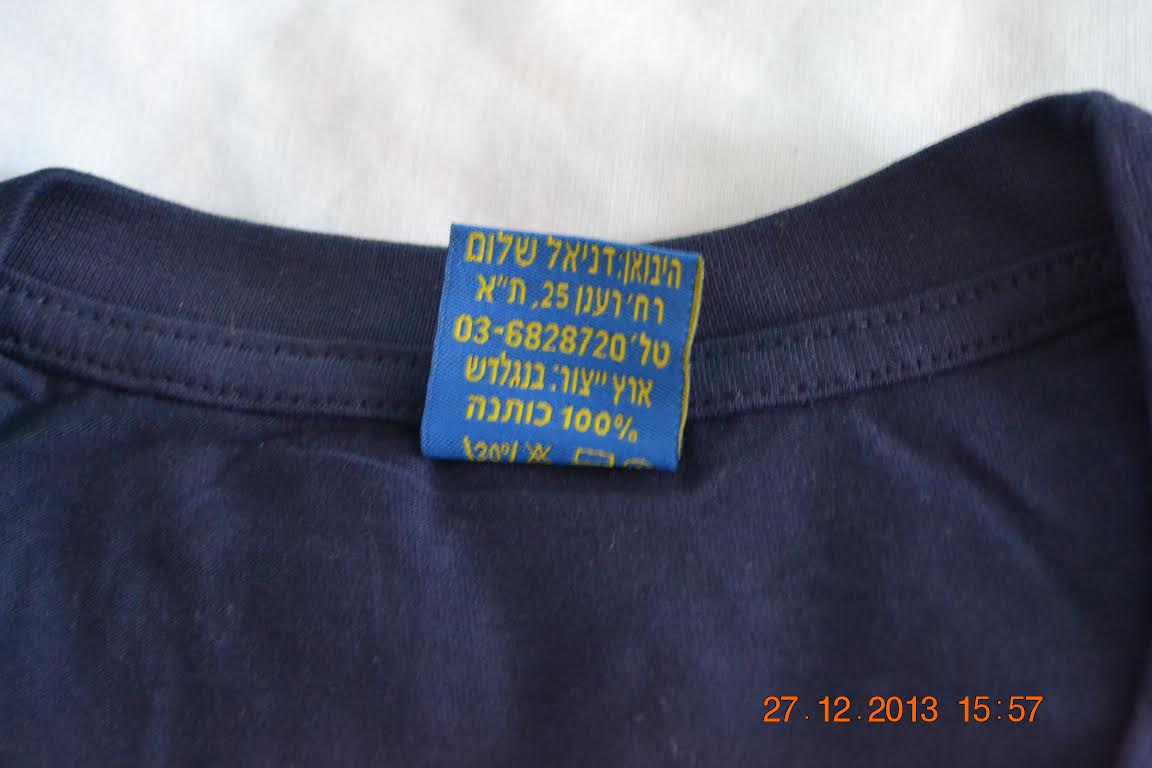 היבואן: דניאל שלום
רח' רענן 25, ת"א
טל' 03-6828720
ארץ ייצור: בנגלדש
100% כותנה
30°
27.12.2013 15:57